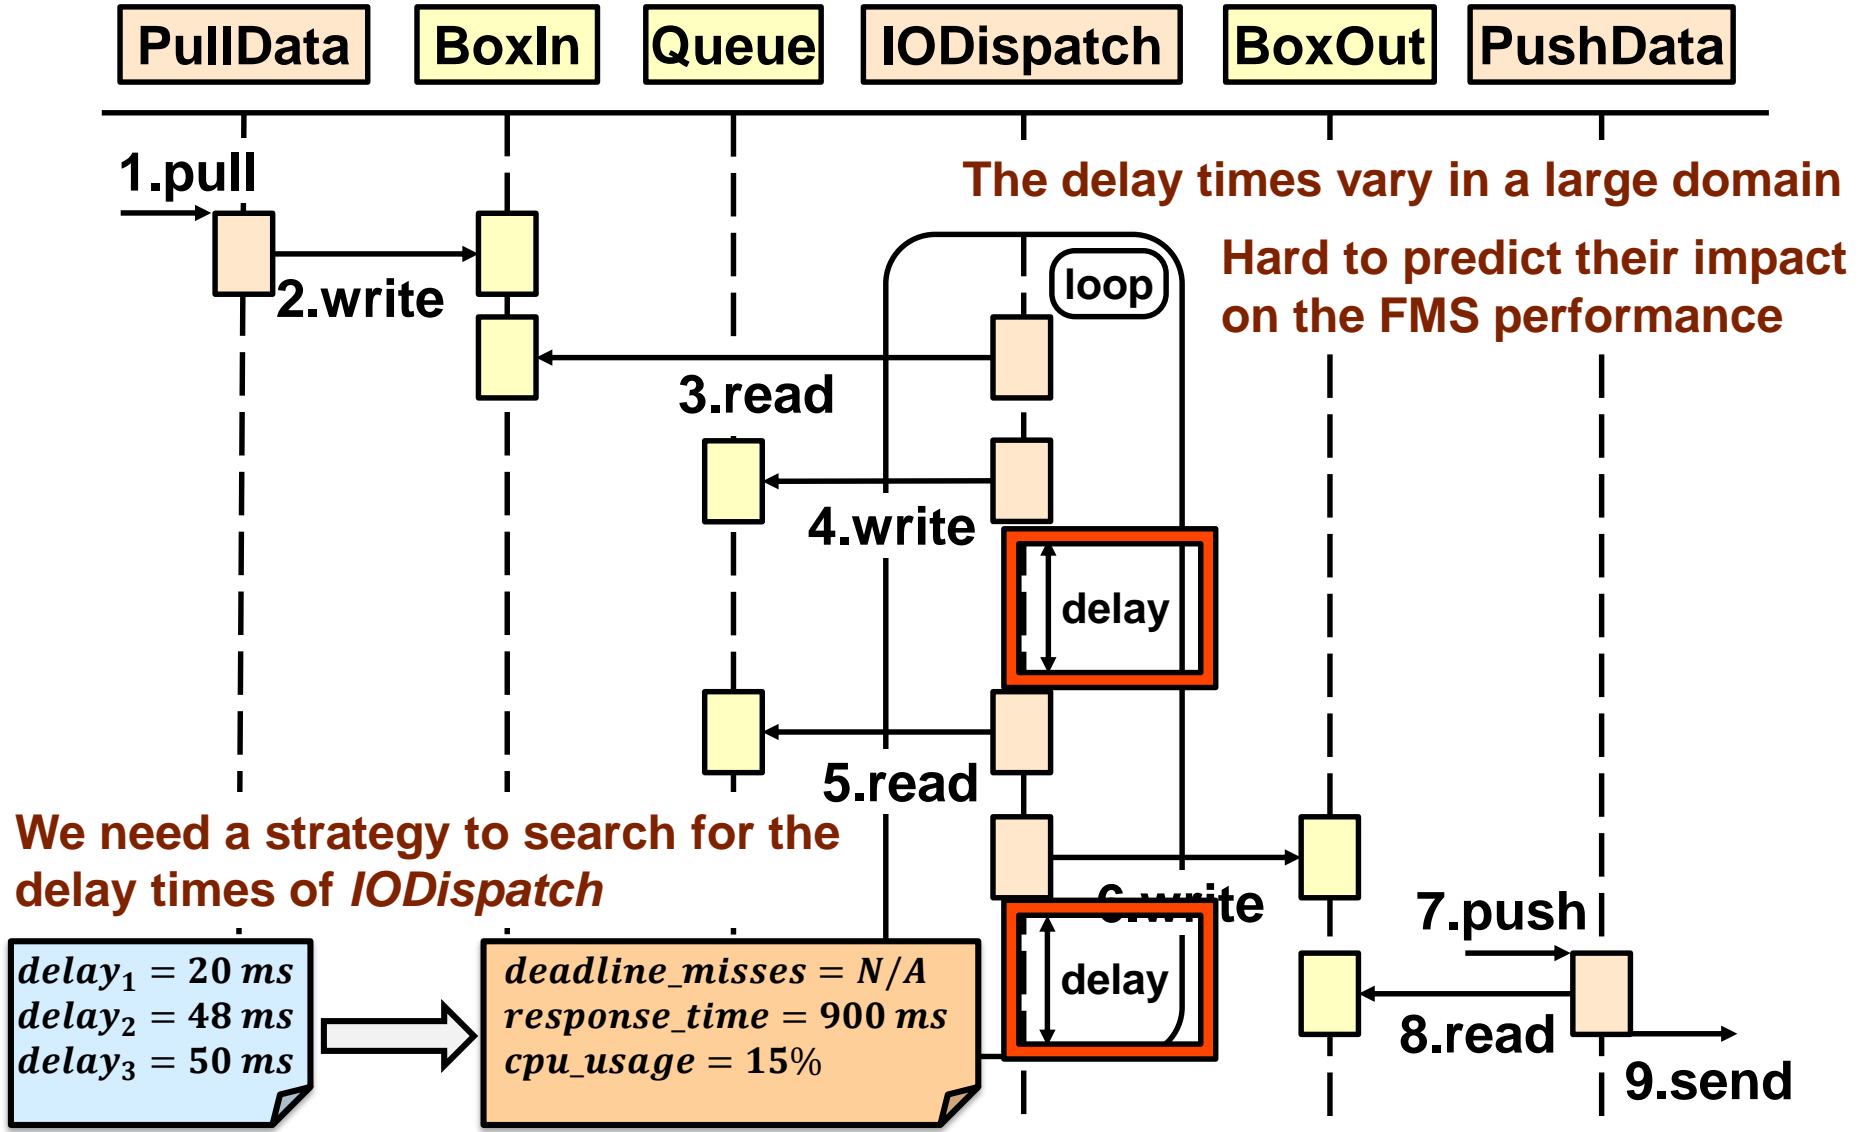 PullData
BoxIn
Queue
IODispatch
BoxOut
PushData
1.pull
The delay times vary in a large domain
Hard to predict their impact
on the FMS performance
loop
2.write
3.read
4.write
delay
5.read
We need a strategy to search for the
delay times of IODispatch
6.write
7.push
delay₁ = 20 ms
delay₂ = 48 ms
delay₃ = 50 ms
deadline_misses = N/A
response_time = 900 ms
cpu_usage = 15%
delay
8.read
9.send